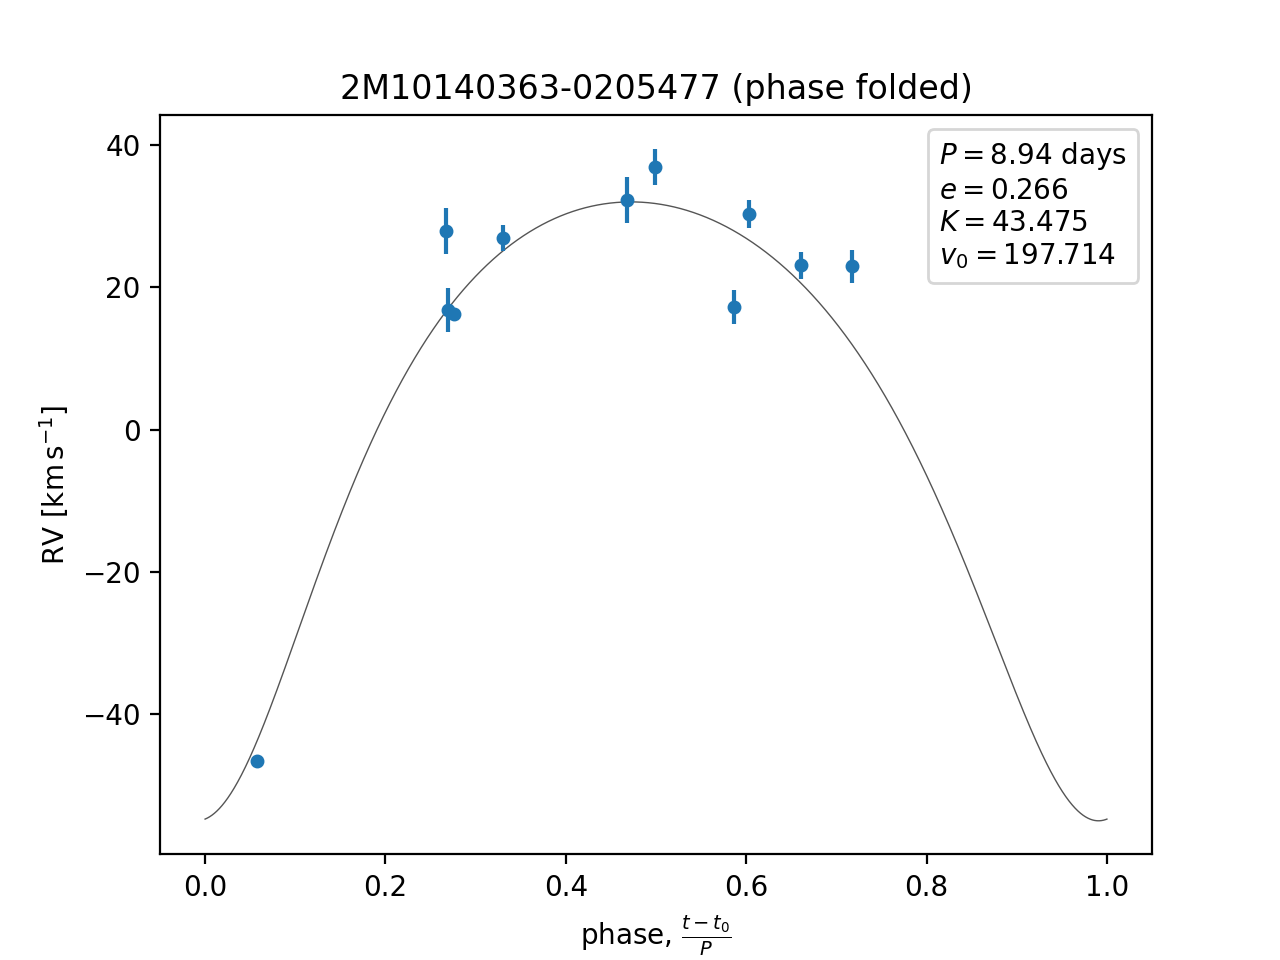 2M10140363-0205477 (phase folded)
P = 8.94 days
e = 0.266
K = 43.475
v₀ = 197.714
40
20
0
−20
−40
RV [km s⁻¹]
0.0 0.2 0.4 0.6 0.8 1.0
phase, (t − t₀)/P